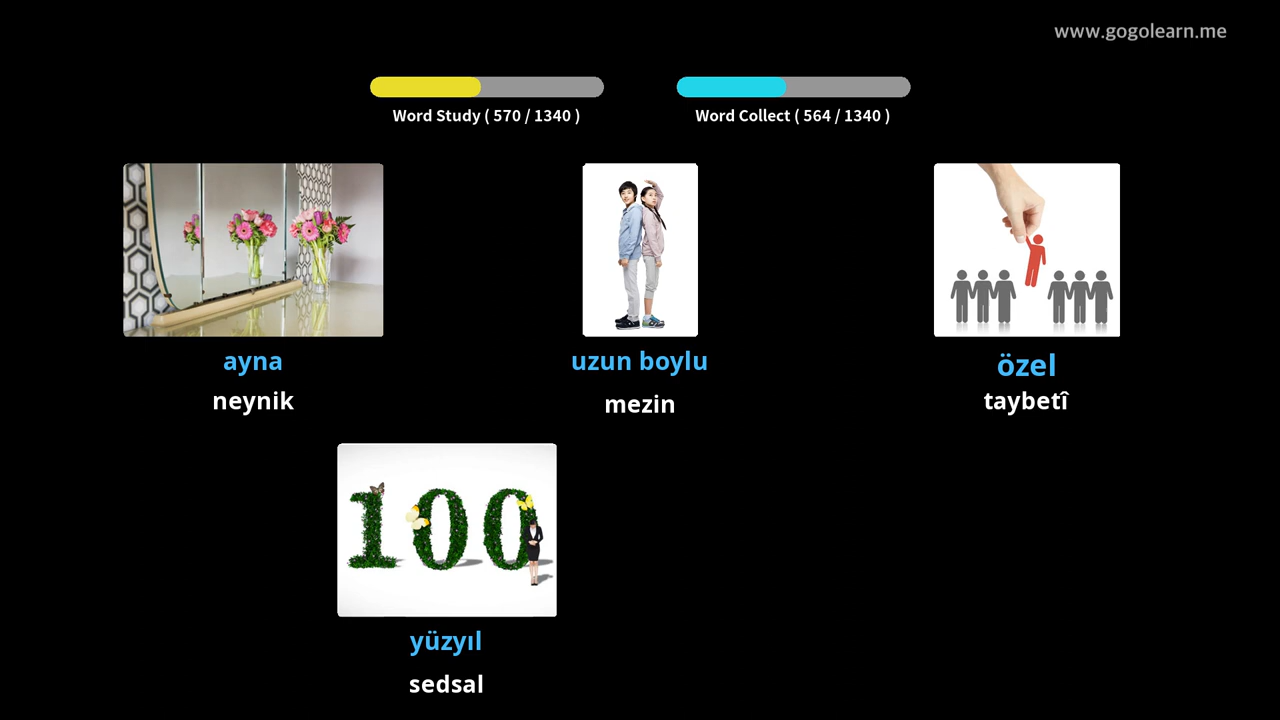 www.gogolearn.me
Word Study ( 570 / 1340 )
Word Collect ( 564 / 1340 )
ayna
neynik
uzun boylu
mezin
özel
taybetî
100
yüzyıl
sedsal